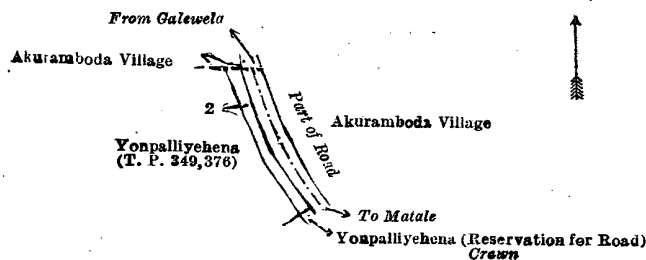 From Galewela
Akuramboda Village
2
Part of Road
Akuramboda Village
Yonpalliyehena
(T. P. 349,376)
To Matale
Yonpalliyehena (Reservation for Road)
Crown